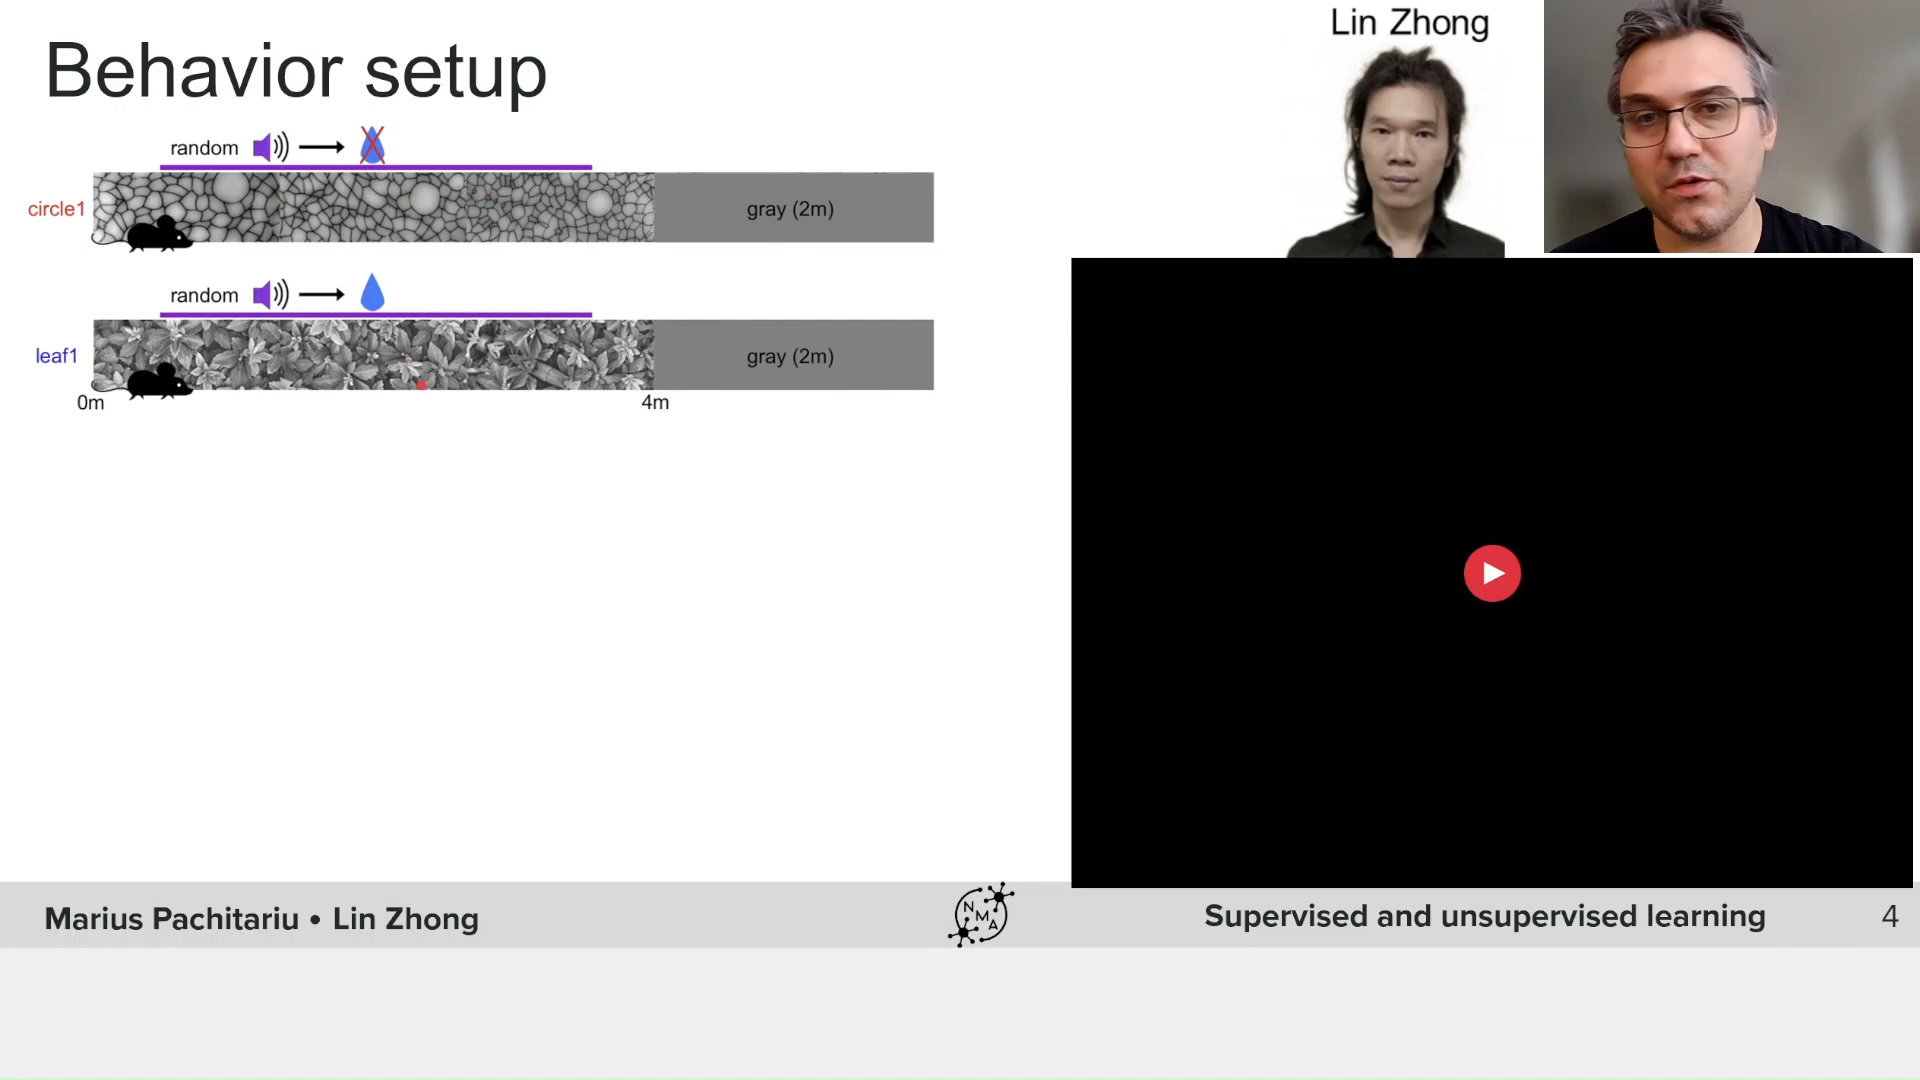 Lin Zhong
Behavior setup
random
circle1
gray (2m)
random
leaf1
gray (2m)
0m
4m
Marius Pachitariu • Lin Zhong
N
M
A
Supervised and unsupervised learning
4